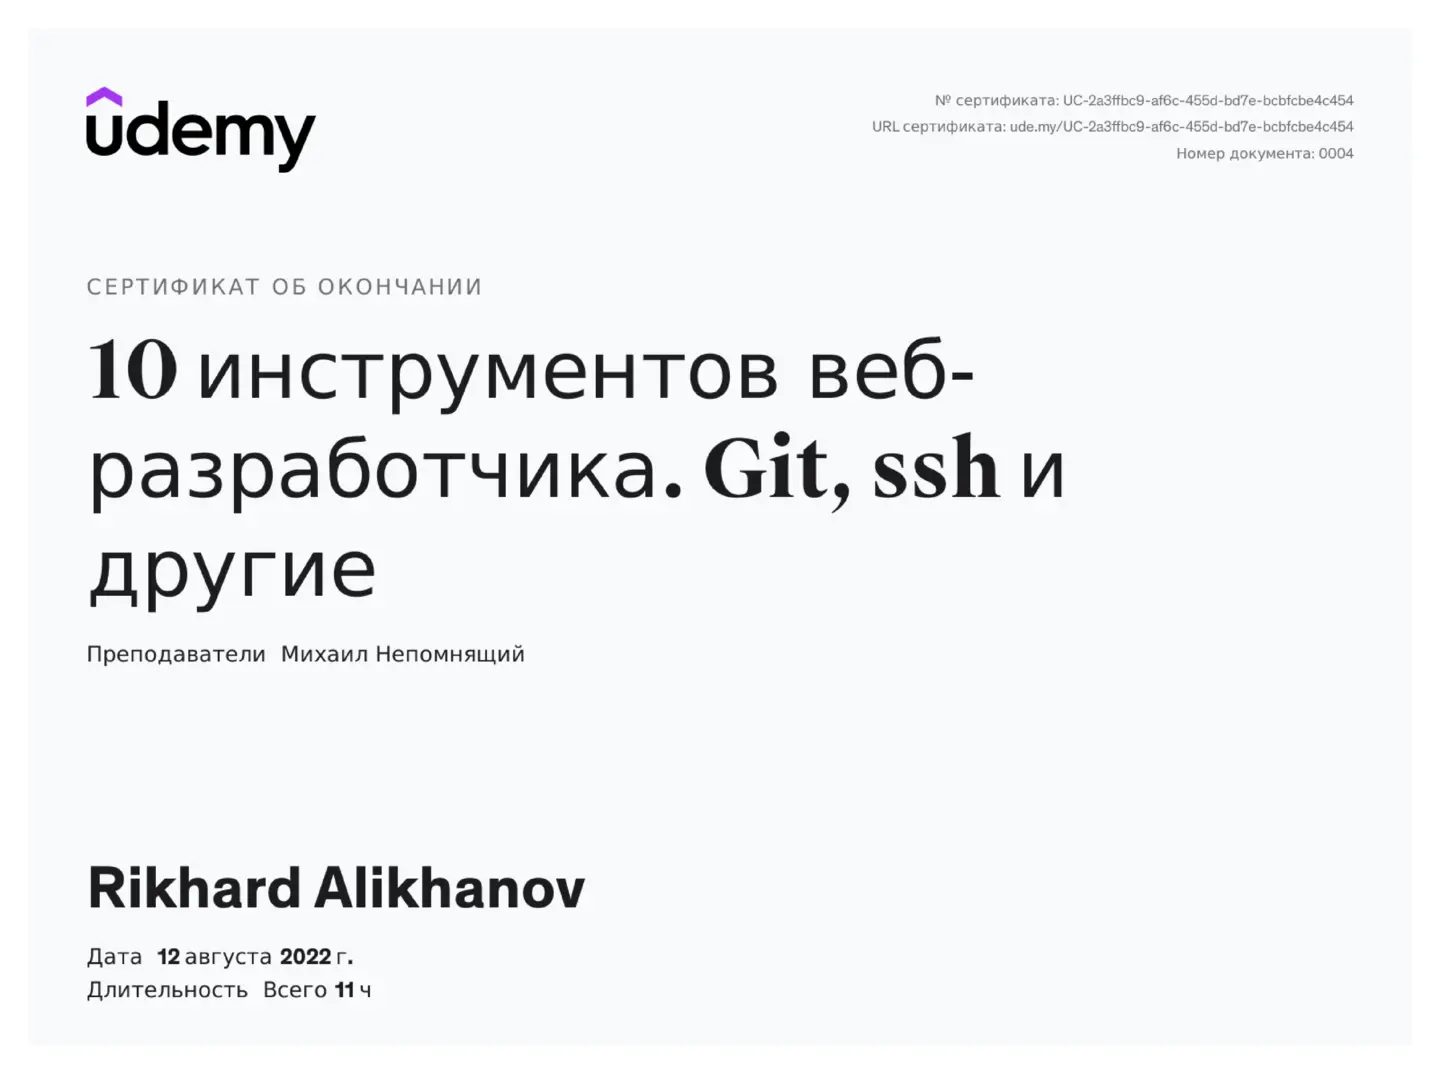 udemy
№ сертификата: UC-2a3ffbc9-af6c-455d-bd7e-bcbfcbe4c454
URL сертификата: ude.my/UC-2a3ffbc9-af6c-455d-bd7e-bcbfcbe4c454
Номер документа: 0004
СЕРТИФИКАТ ОБ ОКОНЧАНИИ
10 инструментов веб-
разработчика. Git, ssh и
другие
Преподаватели Михаил Непомнящий
Rikhard Alikhanov
Дата 12 августа 2022 г.
Длительность Всего 11 ч